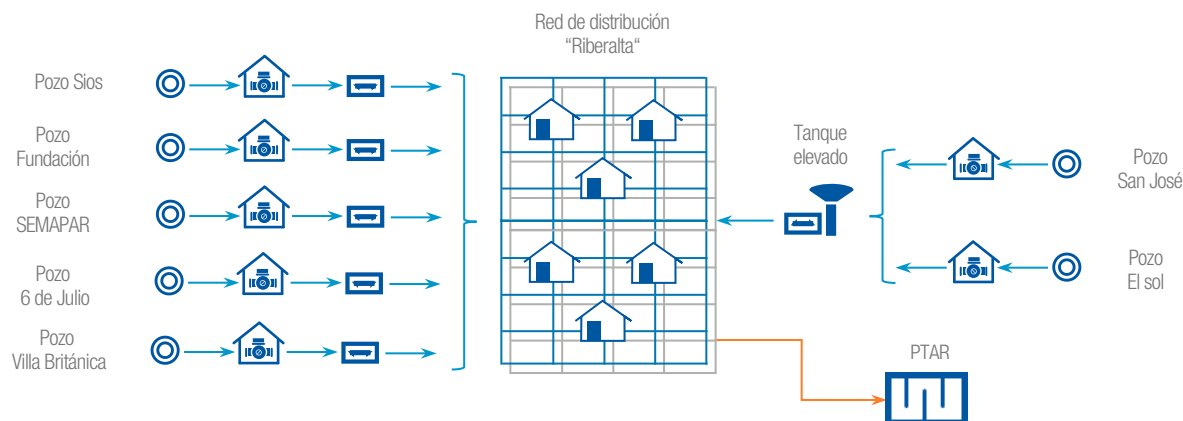 Red de distribución
“Riberalta“
Pozo Sios
Pozo
Fundación
Pozo
SEMAPAR
Pozo
6 de Julio
Pozo
Villa Británica
Tanque
elevado
Pozo
San José
Pozo
El sol
PTAR